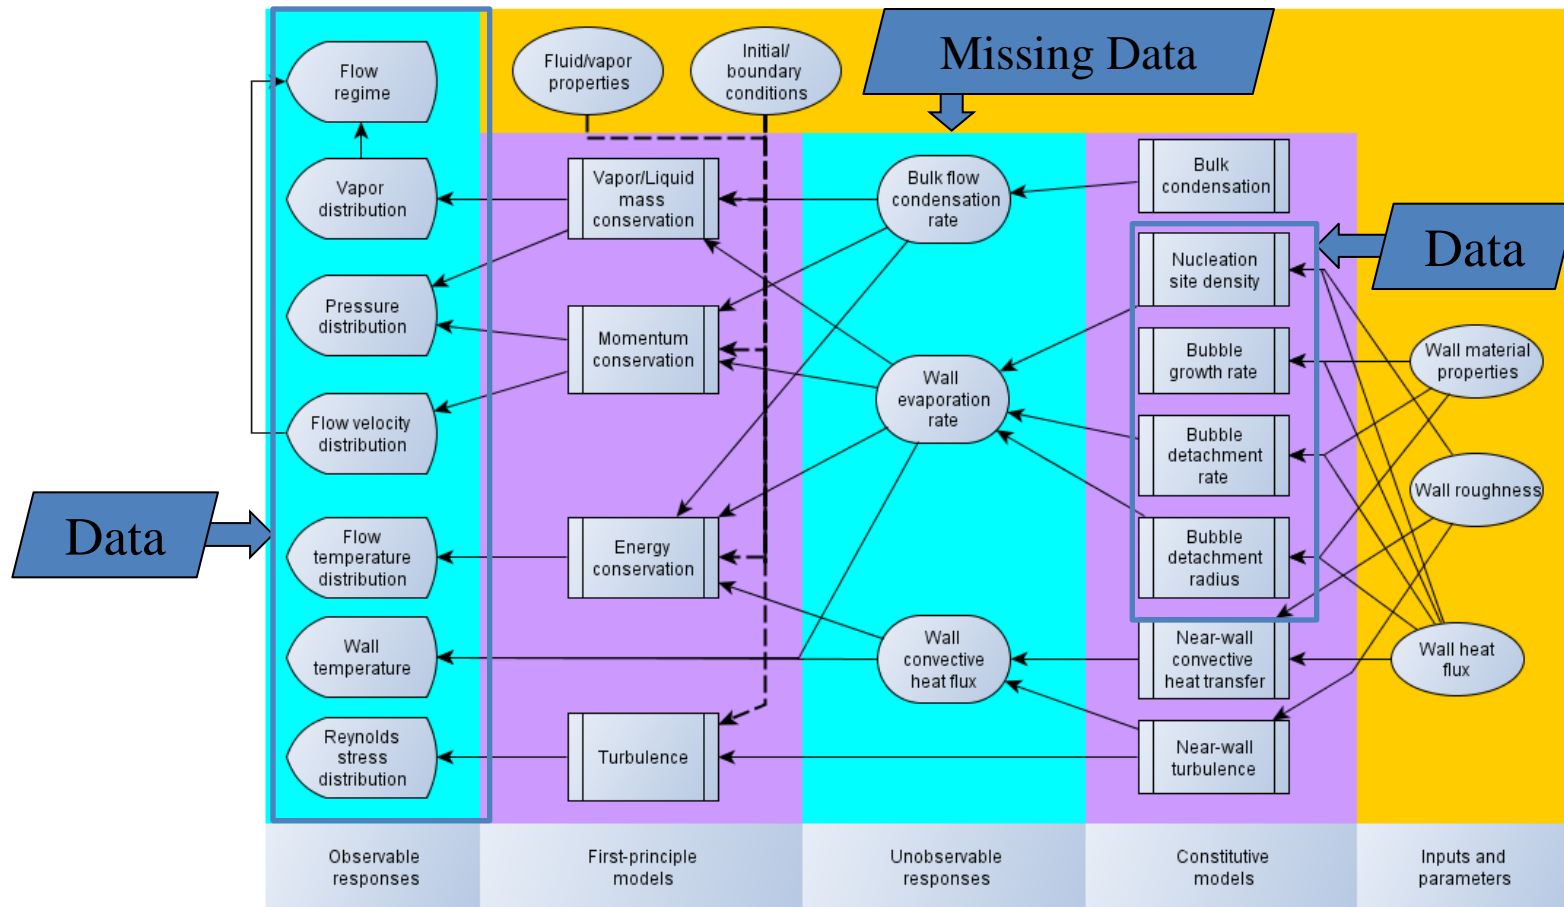 Missing Data
Fluid/vapor
properties
Initial/
boundary
conditions
Flow
regime
Vapor
distribution
Pressure
distribution
Flow velocity
distribution
Flow
temperature
distribution
Wall
temperature
Reynolds
stress
distribution
Data
Vapor/Liquid
mass
conservation
Momentum
conservation
Energy
conservation
Turbulence
Bulk flow
condensation
rate
Wall
evaporation
rate
Wall
convective
heat flux
Bulk
condensation
Nucleation
site density
Bubble
growth rate
Bubble
detachment
rate
Bubble
detachment
radius
Near-wall
convective
heat transfer
Near-wall
turbulence
Data
Wall material
properties
Wall roughness
Wall heat
flux
Observable
responses
First-principle
models
Unobservable
responses
Constitutive
models
Inputs and
parameters